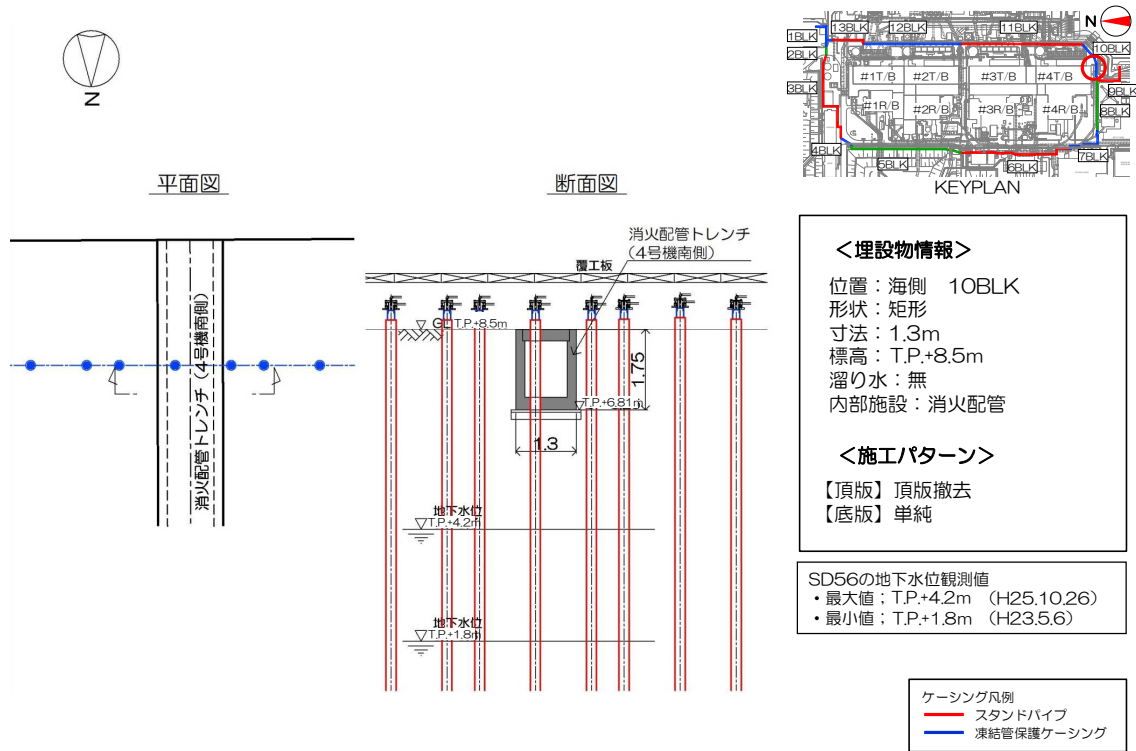 N
平面図
消火配管トレンチ(4号機南側)
断面図
消火配管トレンチ
(4号機南側)
覆工板
GL T.P.+8.5m
1.75
T.P.+6.81m
1.3
地下水位
T.P.+4.2m
地下水位
T.P.+1.8m
N
1BLK
13BLK
12BLK
11BLK
2BLK
10BLK
3BLK
#1T/B
#2T/B
#3T/B
#4T/B
9BLK
#1R/B
#2R/B
#3R/B
#4R/B
8BLK
4BLK
5BLK
6BLK
7BLK
KEYPLAN
<埋設物情報>
位置:海側 10BLK
形状:矩形
寸法:1.3m
標高:T.P.+8.5m
溜り水:無
内部施設:消火配管
<施工パターン>
【頂版】頂版撤去
【底版】単純
SD56の地下水位観測値
・最大値;T.P.+4.2m (H25.10.26)
・最小値;T.P.+1.8m (H23.5.6)
ケーシング凡例
スタンドパイプ
凍結管保護ケーシング